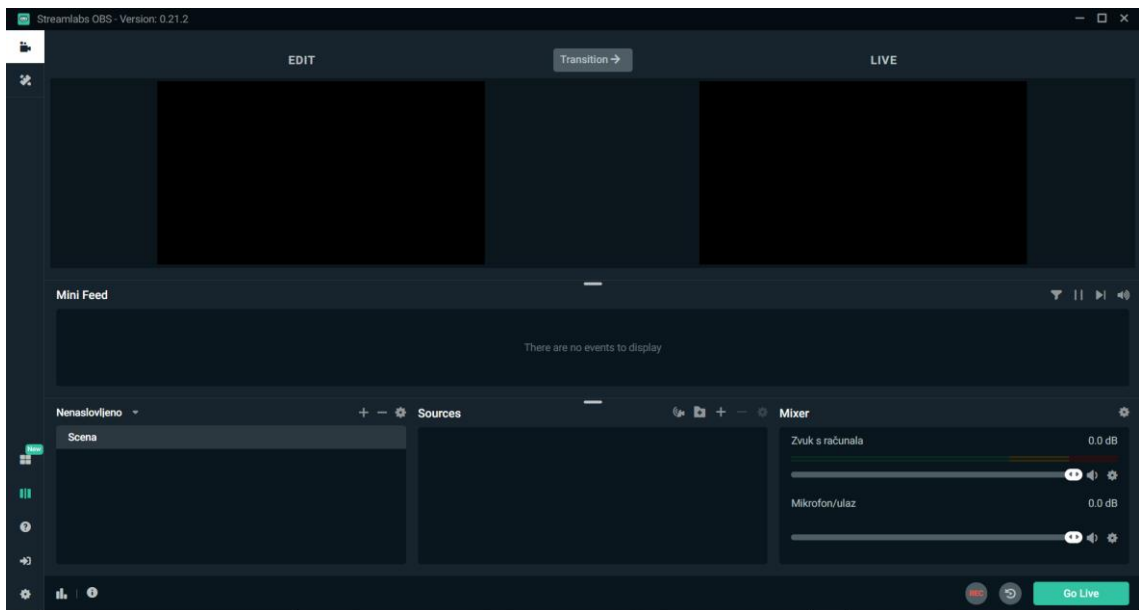 Streamlabs OBS - Version: 0.21.2
EDIT
Transition
LIVE
Mini Feed
There are no events to display
Nenaslovljeno
Sources
Mixer
Scena
Zvuk s računala
0.0 dB
New
Mikrofon/ulaz
0.0 dB
REC
Go Live